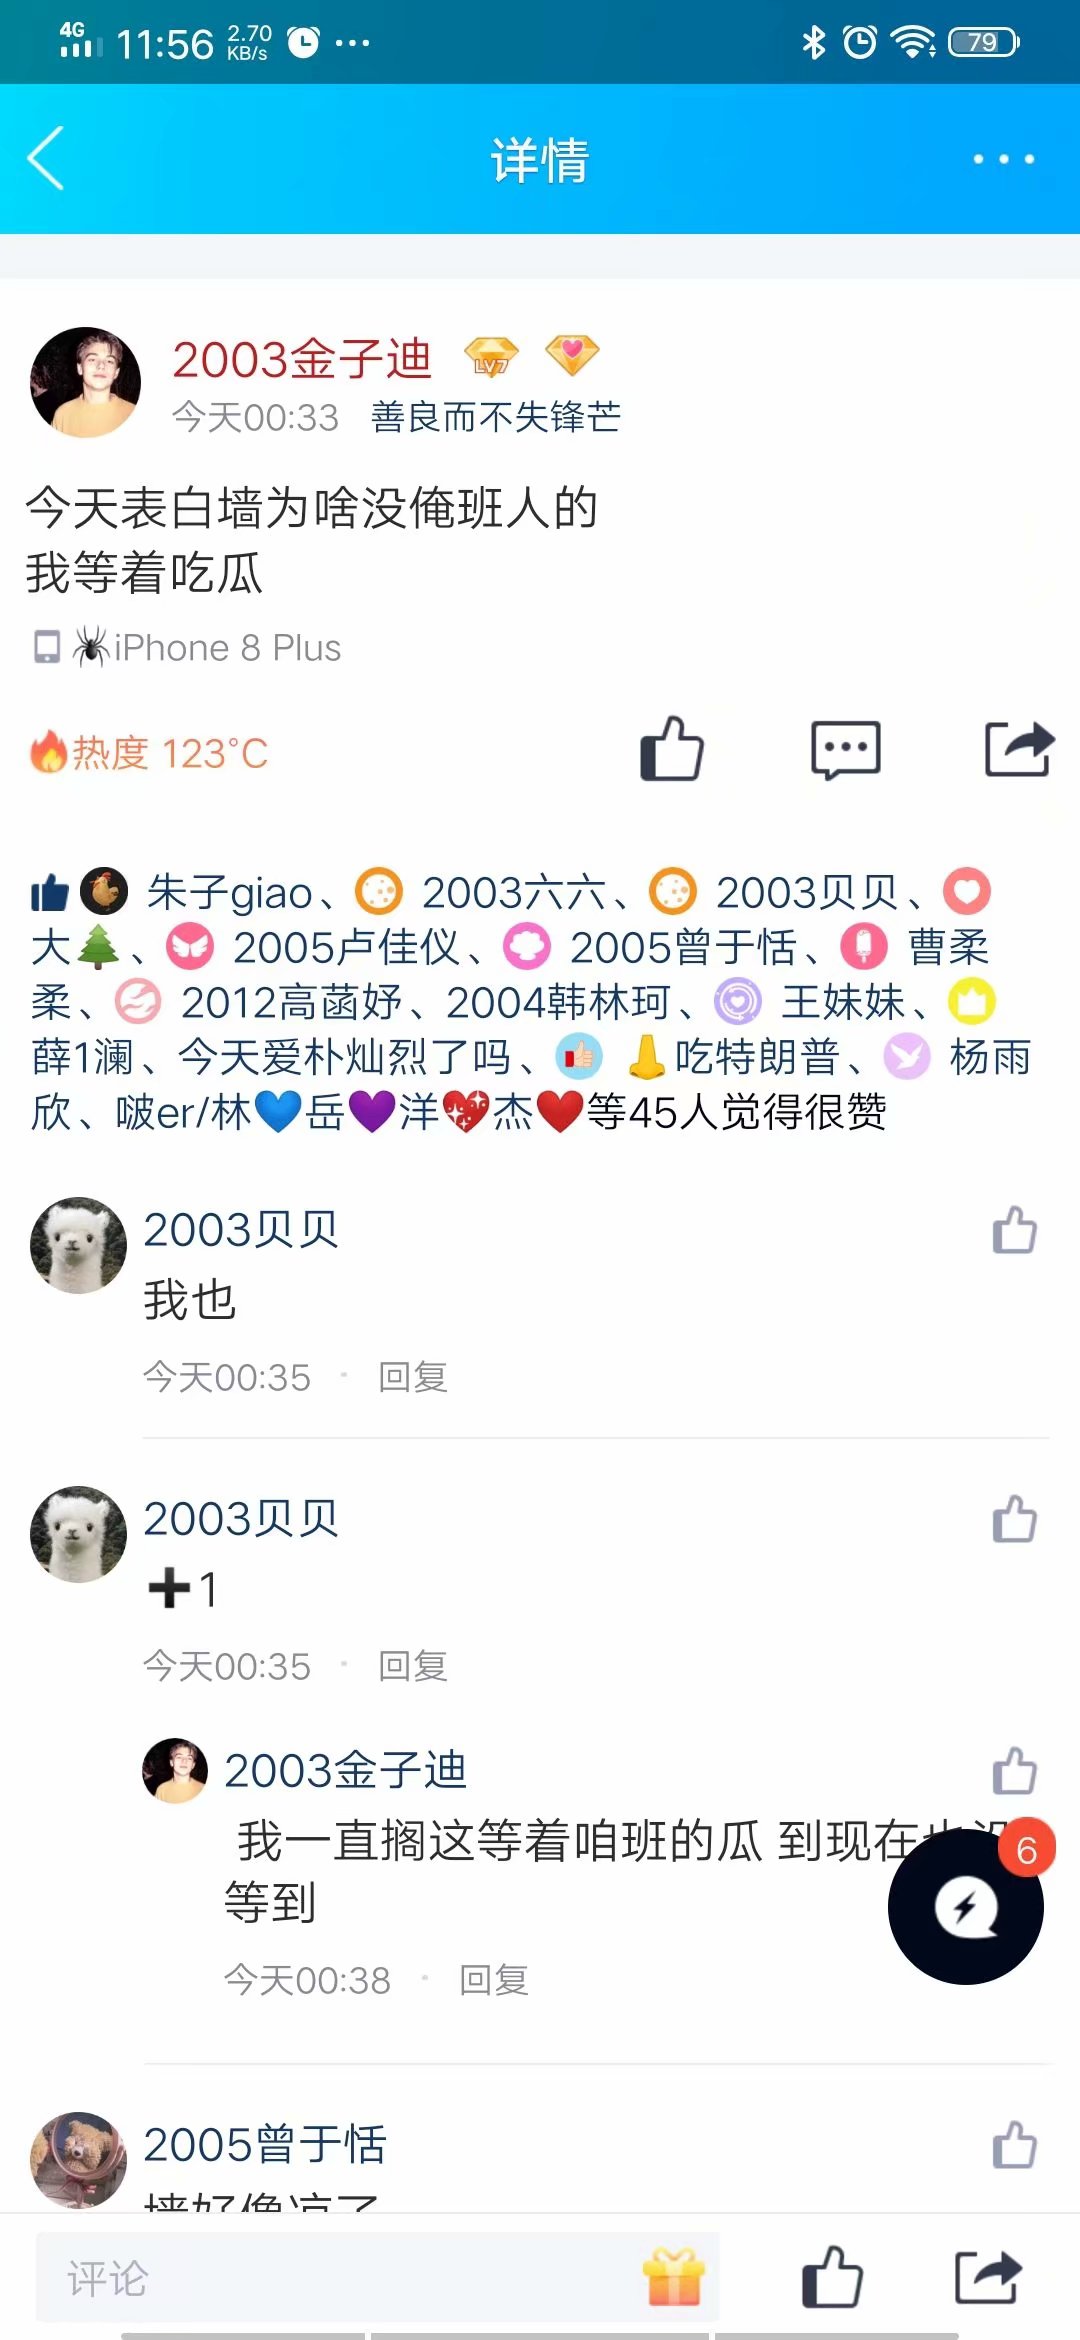 4G 11:56 2.70 KB/s 79
详情
2003金子迪 LV7
今天00:33 善良而不失锋芒
今天表白墙为啥没俺班人的
我等着吃瓜
🕷iPhone 8 Plus
🔥热度 123°C
朱子giao、2003六六、2003贝贝、
大🌲、2005卢佳仪、2005曾于恬、曹柔
柔、2012高菡妤、2004韩林珂、王妹妹、
薛1澜、今天爱朴灿烈了吗、👃吃特朗普、杨雨
欣、啵er/林💙岳💜洋💖杰❤️等45人觉得很赞
2003贝贝
我也
今天00:35 · 回复
2003贝贝
➕1
今天00:35 · 回复
2003金子迪
我一直搁这等着咱班的瓜 到现在也没
等到
6
今天00:38 · 回复
2005曾于恬
墙好像凉了
评论